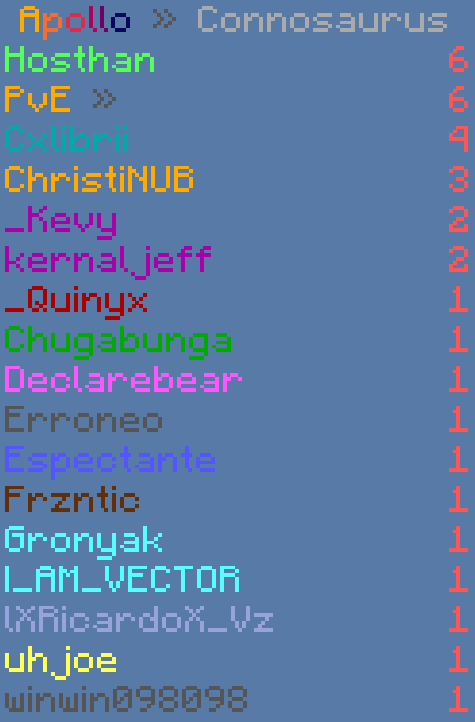 Apollo » Connosaurus
Hosthan 6
PvE » 6
Cxlibrii 4
ChristiNUB 3
_Kevy 2
kernaljeff 2
_Quinyx 1
Chugabunga 1
Declarebear 1
Erroneo 1
Espectante 1
Frzntic 1
Gronyak 1
I_AM_VECTOR 1
lXRicardoX_Vz 1
uhjoe 1
winwin098098 1